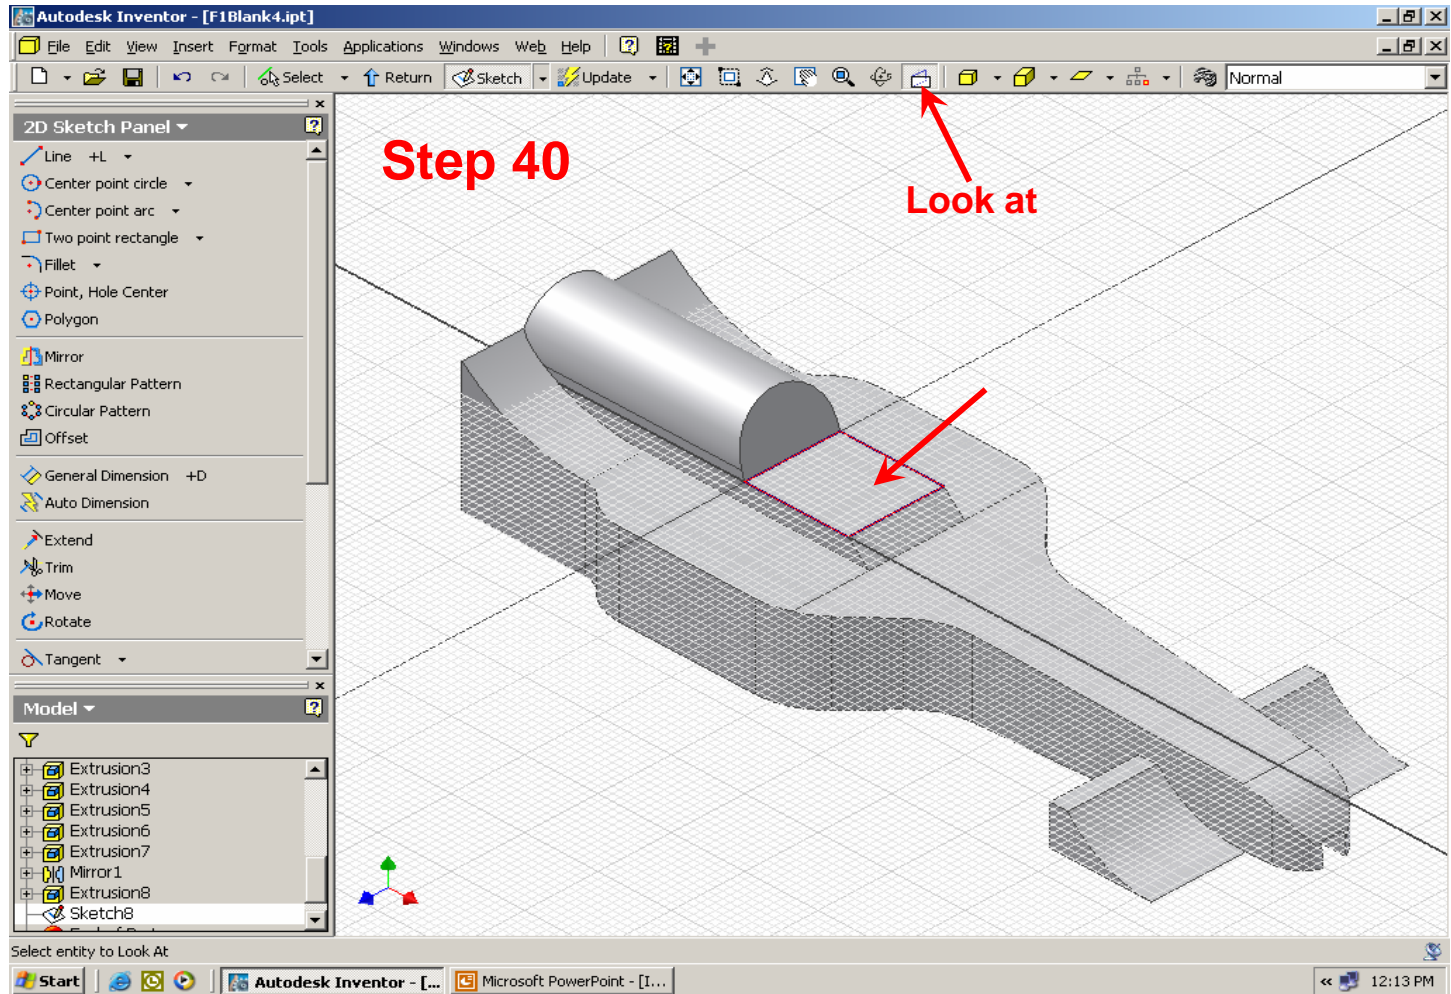 Autodesk Inventor - [F1Blank4.ipt]
File Edit View Insert Format Tools Applications Windows Web Help
Select Return Sketch Update Normal
2D Sketch Panel
Line +L
Center point circle
Center point arc
Two point rectangle
Fillet
Point, Hole Center
Polygon
Mirror
Rectangular Pattern
Circular Pattern
Offset
General Dimension +D
Auto Dimension
Extend
Trim
Move
Rotate
Tangent
Step 40
Look at
Model
Extrusion3
Extrusion4
Extrusion5
Extrusion6
Extrusion7
Mirror1
Extrusion8
Sketch8
Select entity to Look At
Start Autodesk Inventor - [... Microsoft PowerPoint - [I... « 12:13 PM